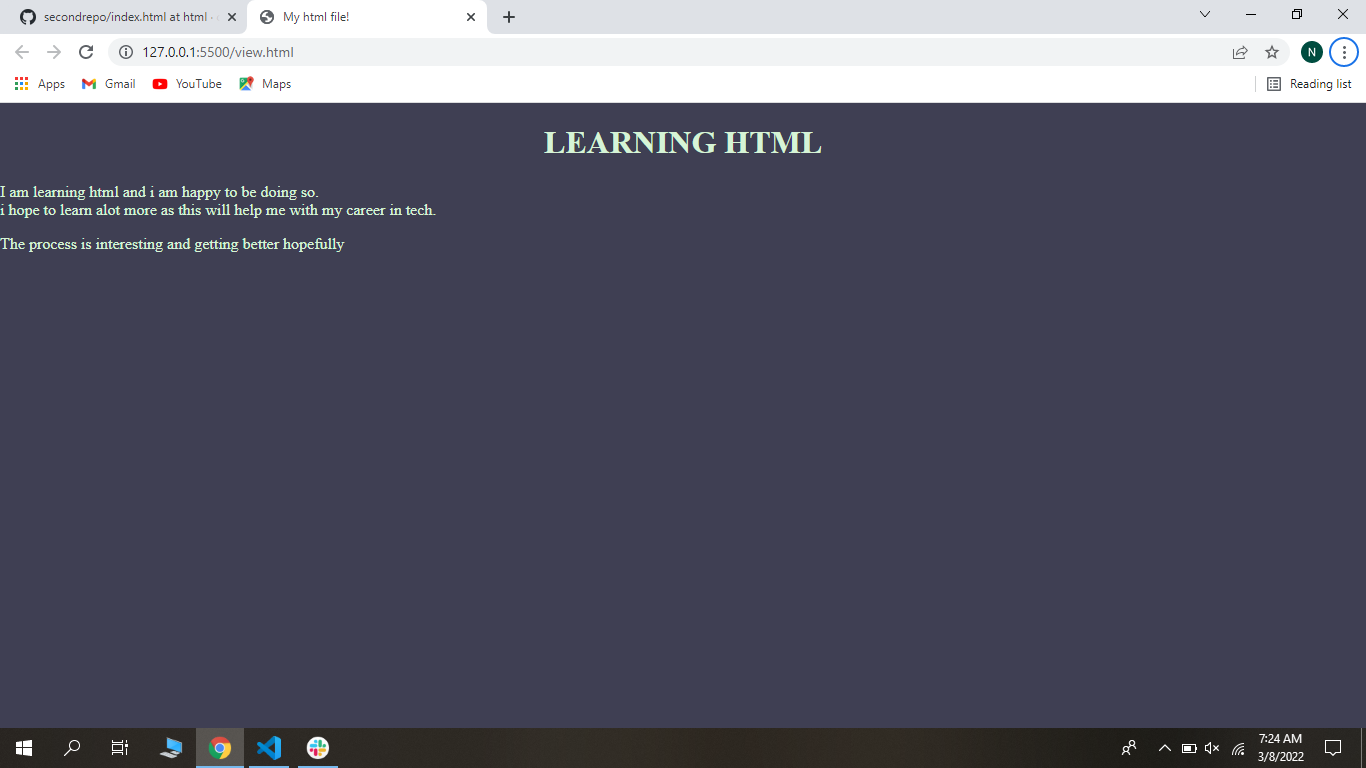 secondrepo/index.html at html ·
My html file!
127.0.0.1:5500/view.html
N
Apps
Gmail
YouTube
Maps
Reading list
LEARNING HTML
I am learning html and i am happy to be doing so.
i hope to learn alot more as this will help me with my career in tech.
The process is interesting and getting better hopefully
7:24 AM
3/8/2022